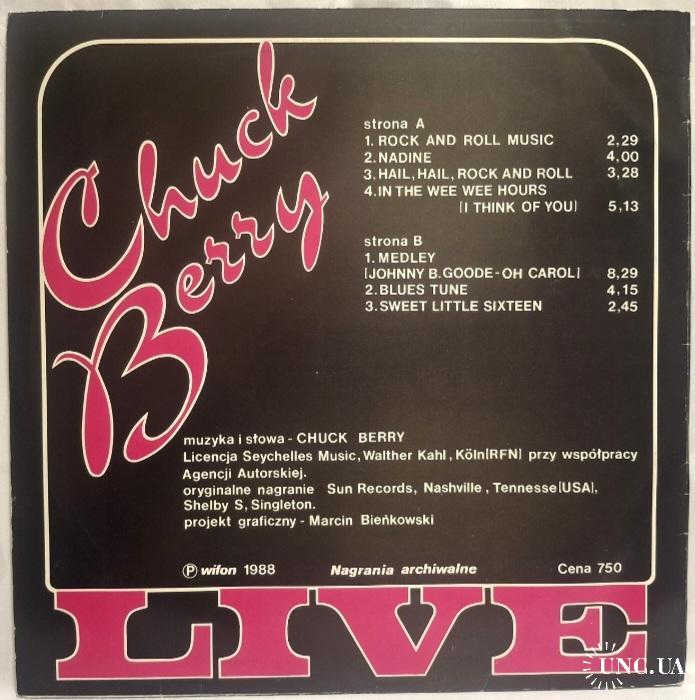 Chuck
Berry
strona A
1. ROCK AND ROLL MUSIC 2,29
2. NADINE 4,00
3. HAIL, HAIL, ROCK AND ROLL 3,28
4. IN THE WEE WEE HOURS
[I THINK OF YOU] 5,13
strona B
1. MEDLEY
[JOHNNY B. GOODE - OH CAROL] 8,29
2. BLUES TUNE 4,15
3. SWEET LITTLE SIXTEEN 2,45
muzyka i słowa - CHUCK BERRY
Licencja Seychelles Music, Walther Kahl, Köln[RFN] przy współpracy
Agencji Autorskiej.
oryginalne nagranie Sun Records, Nashville, Tennesse[USA],
Shelby S, Singleton.
projekt graficzny - Marcin Bieńkowski
Ⓟ wifon 1988 Nagrania archiwalne Cena 750
LIVE
UNC.UA